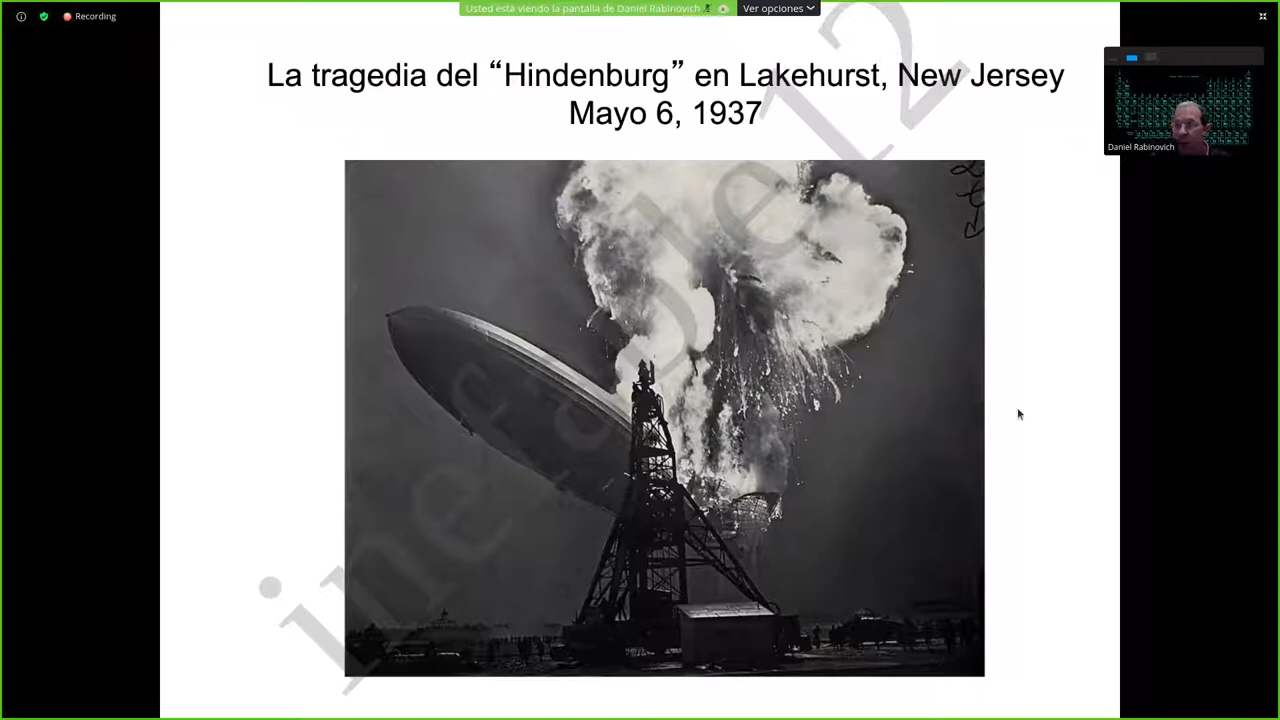 Recording
Usted está viendo la pantalla de Daniel Rabinovich
Ver opciones
La tragedia del “Hindenburg” en Lakehurst, New Jersey
Mayo 6, 1937
Daniel Rabinovich